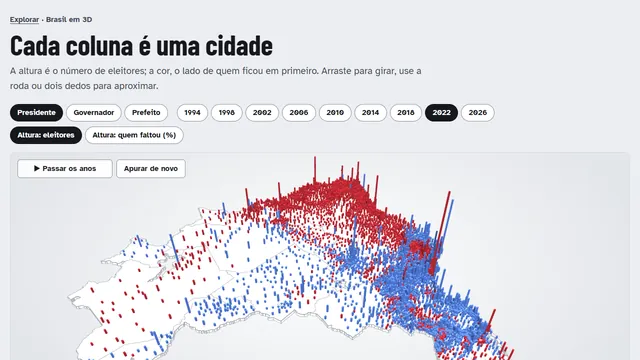 Explorar · Brasil em 3D
Cada coluna é uma cidade
A altura é o número de eleitores; a cor, o lado de quem ficou em primeiro. Arraste para girar, use a
roda ou dois dedos para aproximar.
Presidente Governador Prefeito 1994 1998 2002 2006 2010 2014 2018 2022 2026
Altura: eleitores Altura: quem faltou (%)
▶ Passar os anos Apurar de novo